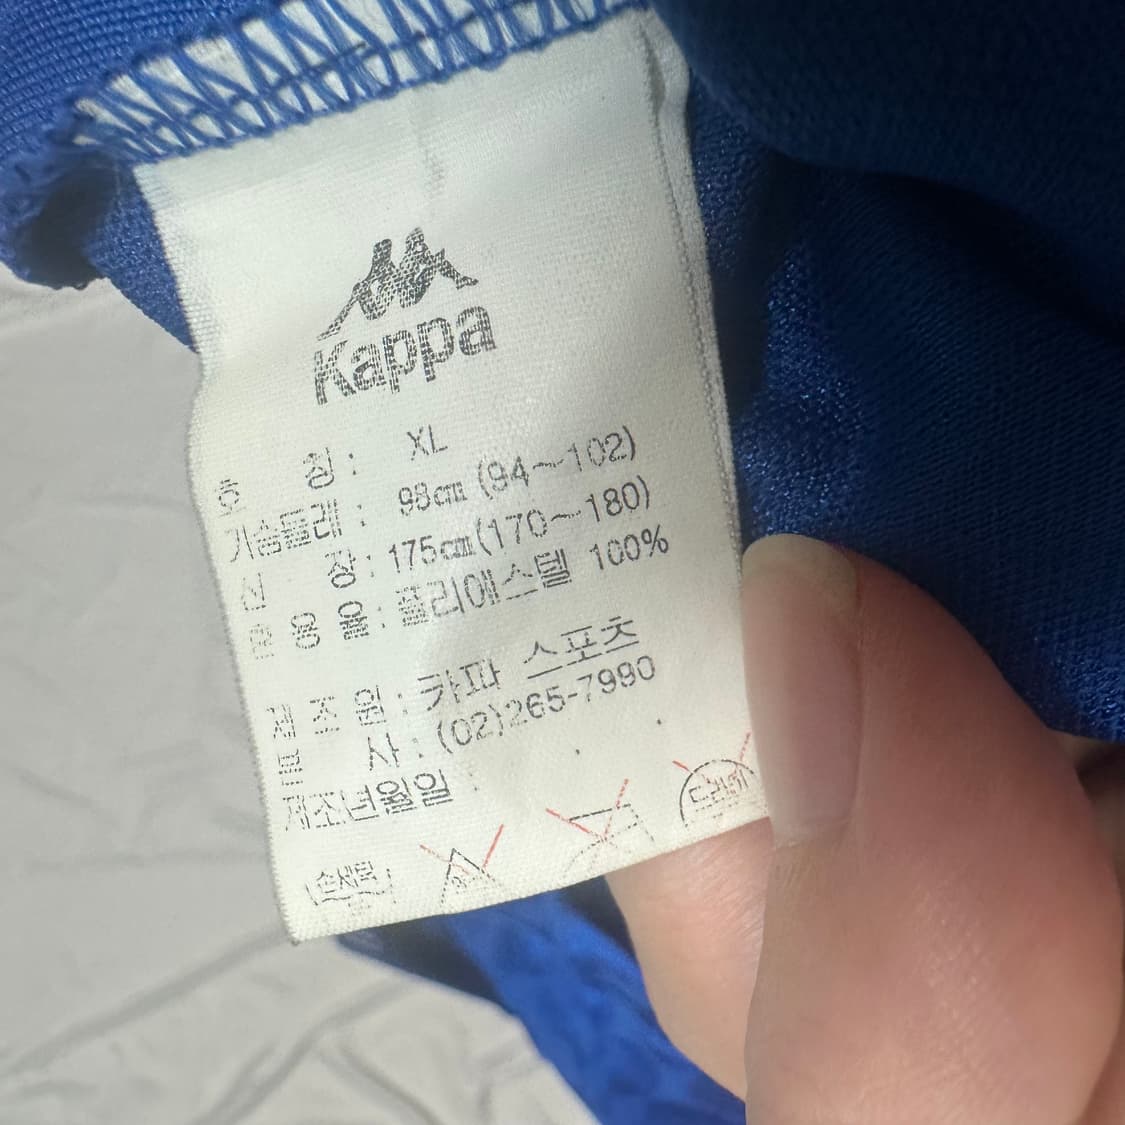 Kappa
호 칭 : XL
가슴둘레 : 98㎝ (94~102)
신 장 : 175㎝(170~180)
혼 용 율 : 폴리에스텔 100%
제 조 원 : 카파 스포츠
본 사 : (02)265-7990
제조년월일 :
손세탁
드라이